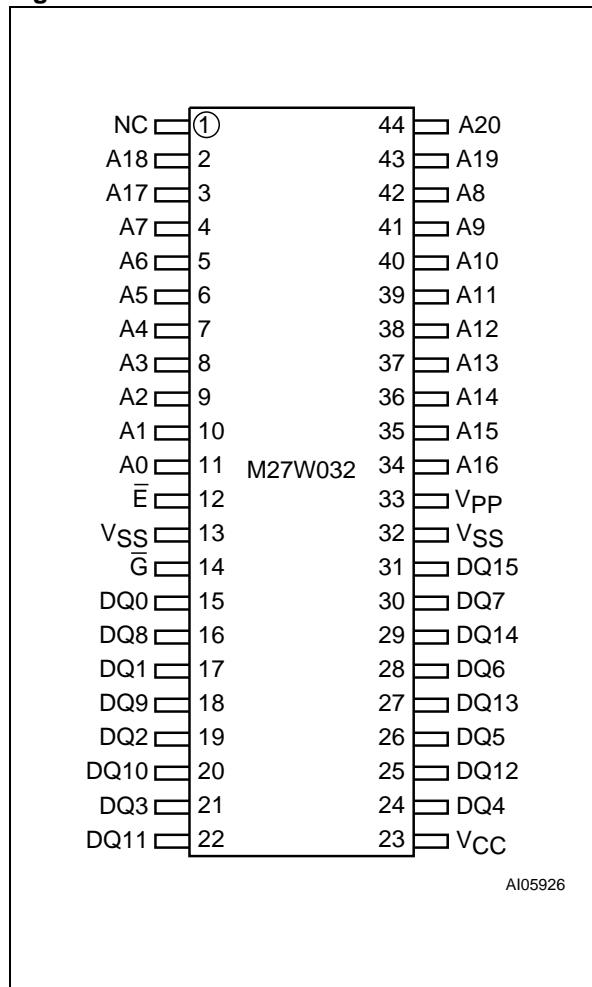 NC 1 44 A20
A18 2 43 A19
A17 3 42 A8
A7 4 41 A9
A6 5 40 A10
A5 6 39 A11
A4 7 38 A12
A3 8 37 A13
A2 9 36 A14
A1 10 35 A15
A0 11 M27W032 34 A16
E̅ 12 33 VPP
VSS 13 32 VSS
G̅ 14 31 DQ15
DQ0 15 30 DQ7
DQ8 16 29 DQ14
DQ1 17 28 DQ6
DQ9 18 27 DQ13
DQ2 19 26 DQ5
DQ10 20 25 DQ12
DQ3 21 24 DQ4
DQ11 22 23 VCC
AI05926